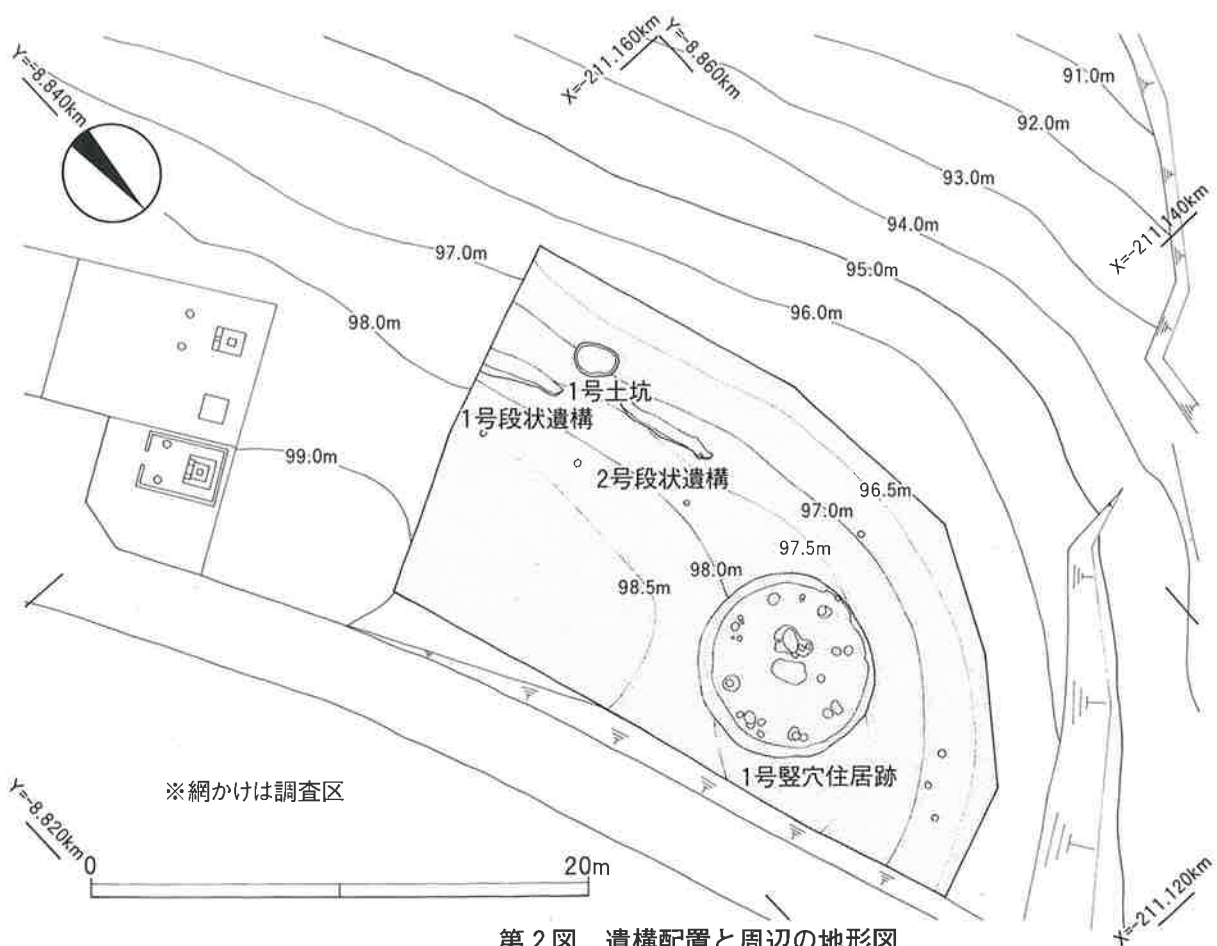 Y=-8.840km
X=-211.160km
Y=-8.860km
91.0m
92.0m
93.0m
94.0m
X=-211.140km
95.0m
97.0m
96.0m
98.0m
1号土坑
1号段状遺構
2号段状遺構
99.0m
96.5m
97.0m
97.5m
98.0m
98.5m
1号竪穴住居跡
※網かけは調査区
Y=-8.820km
0
20m
X=-211.120km
第2図 遺構配置と周辺の地形図